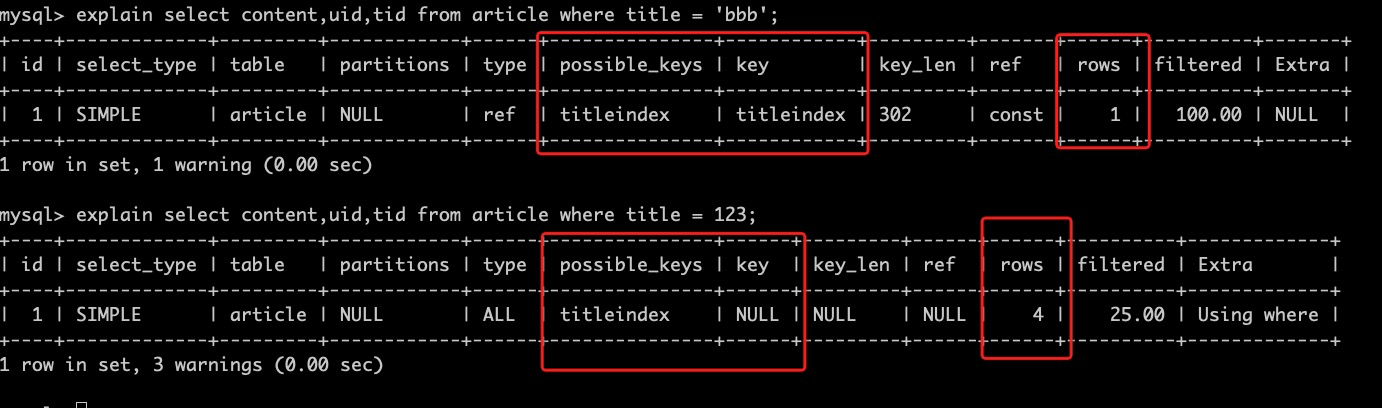 mysql> explain select content,uid,tid from article where title = 'bbb';
+----+-------------+---------+------------+------+---------------+------------+---------+-------+------+----------+-------+
| id | select_type | table   | partitions | type | possible_keys | key        | key_len | ref   | rows | filtered | Extra |
+----+-------------+---------+------------+------+---------------+------------+---------+-------+------+----------+-------+
|  1 | SIMPLE      | article | NULL       | ref  | titleindex    | titleindex | 302     | const |    1 |   100.00 | NULL  |
+----+-------------+---------+------------+------+---------------+------------+---------+-------+------+----------+-------+
1 row in set, 1 warning (0.00 sec)
mysql> explain select content,uid,tid from article where title = 123;
+----+-------------+---------+------------+------+---------------+------+---------+------+------+----------+-------------+
| id | select_type | table   | partitions | type | possible_keys | key  | key_len | ref  | rows | filtered | Extra       |
+----+-------------+---------+------------+------+---------------+------+---------+------+------+----------+-------------+
|  1 | SIMPLE      | article | NULL       | ALL  | titleindex    | NULL | NULL    | NULL |    4 |    25.00 | Using where |
+----+-------------+---------+------------+------+---------------+------+---------+------+------+----------+-------------+
1 row in set, 3 warnings (0.00 sec)